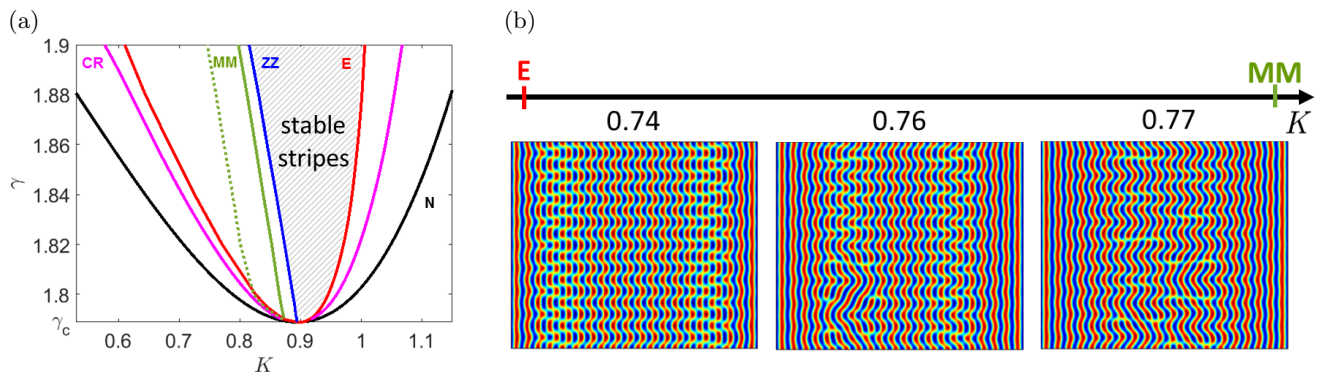 (a)
(b)
1.9
1.88
1.86
1.84
1.82
1.8
γc
γ
CR
MM
ZZ
E
stable
stripes
N
0.6
0.7
0.8
0.9
1
1.1
K
E
MM
0.74
0.76
0.77
K